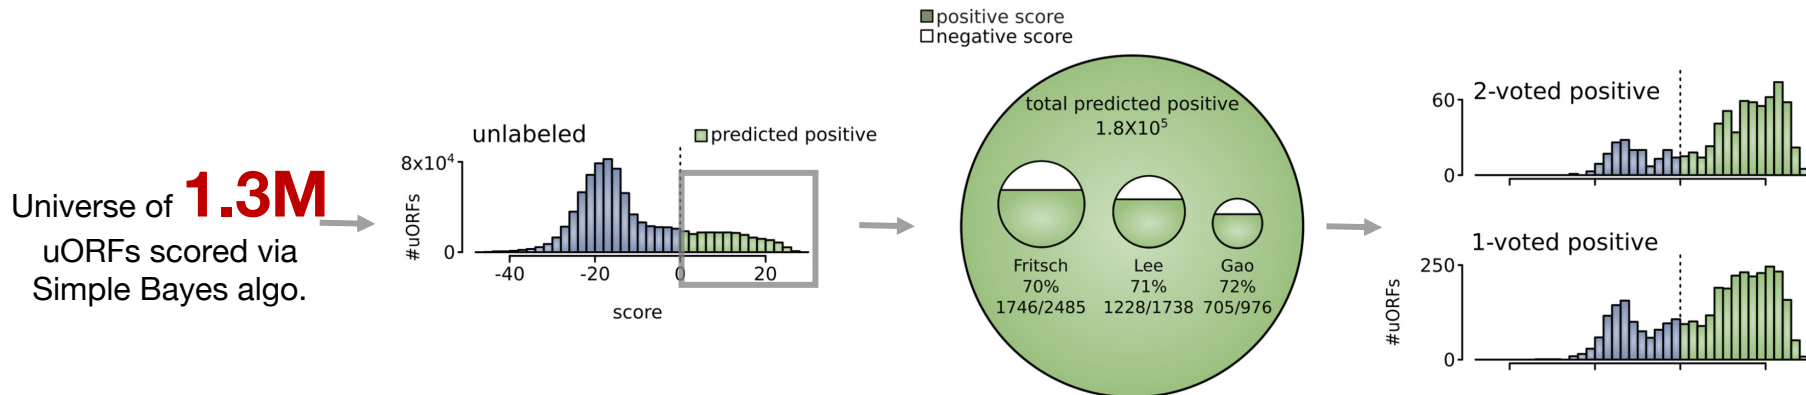 Universe of 1.3M
uORFs scored via
Simple Bayes algo.
unlabeled
predicted positive
8x10⁴
0
#uORFs
-40
-20
0
20
score
positive score
negative score
total predicted positive
1.8X10⁵
Fritsch
70%
1746/2485
Lee
71%
1228/1738
Gao
72%
705/976
2-voted positive
60
0
1-voted positive
250
0
#uORFs